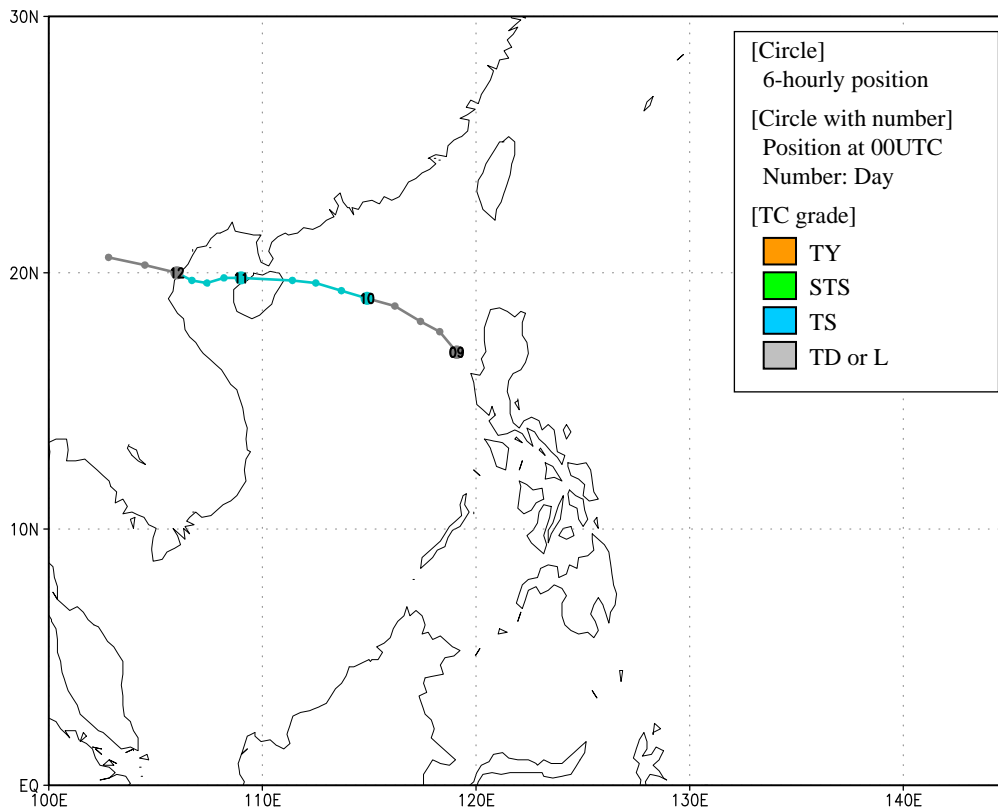 30N
[Circle]
6-hourly position
[Circle with number]
Position at 00UTC
Number: Day
[TC grade]
TY
STS
TS
TD or L
12
11
20N
10
09
10N
EQ
100E 110E 120E 130E 140E